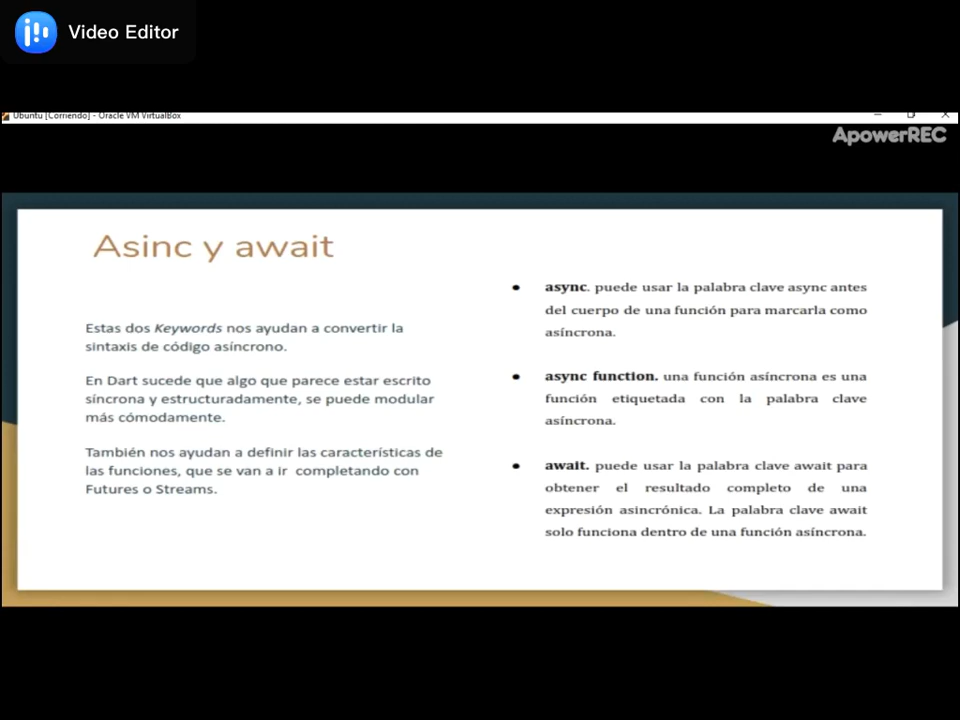 Video Editor
Ubuntu [Corriendo] - Oracle VM VirtualBox
ApowerREC
Asinc y await
Estas dos Keywords nos ayudan a convertir la
sintaxis de código asíncrono.
En Dart sucede que algo que parece estar escrito
síncrona y estructuradamente, se puede modular
más cómodamente.
También nos ayudan a definir las características de
las funciones, que se van a ir completando con
Futures o Streams.
● async. puede usar la palabra clave async antes
del cuerpo de una función para marcarla como
asíncrona.
● async function. una función asíncrona es una
función etiquetada con la palabra clave
asíncrona.
● await. puede usar la palabra clave await para
obtener el resultado completo de una
expresión asincrónica. La palabra clave await
solo funciona dentro de una función asíncrona.